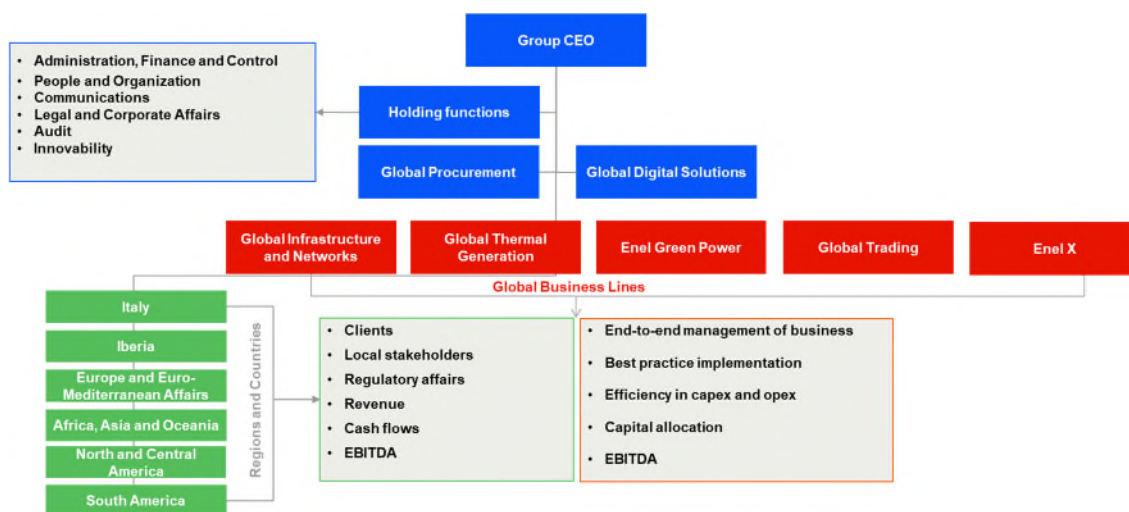 Group CEO
• Administration, Finance and Control
• People and Organization
• Communications
• Legal and Corporate Affairs
• Audit
• Innovability
Holding functions
Global Procurement
Global Digital Solutions
Global Infrastructure
and Networks
Global Thermal
Generation
Enel Green Power
Global Trading
Enel X
Global Business Lines
Italy
Iberia
Europe and Euro-
Mediterranean Affairs
Africa, Asia and Oceania
North and Central
America
South America
Regions and Countries
• Clients
• Local stakeholders
• Regulatory affairs
• Revenue
• Cash flows
• EBITDA
• End-to-end management of business
• Best practice implementation
• Efficiency in capex and opex
• Capital allocation
• EBITDA